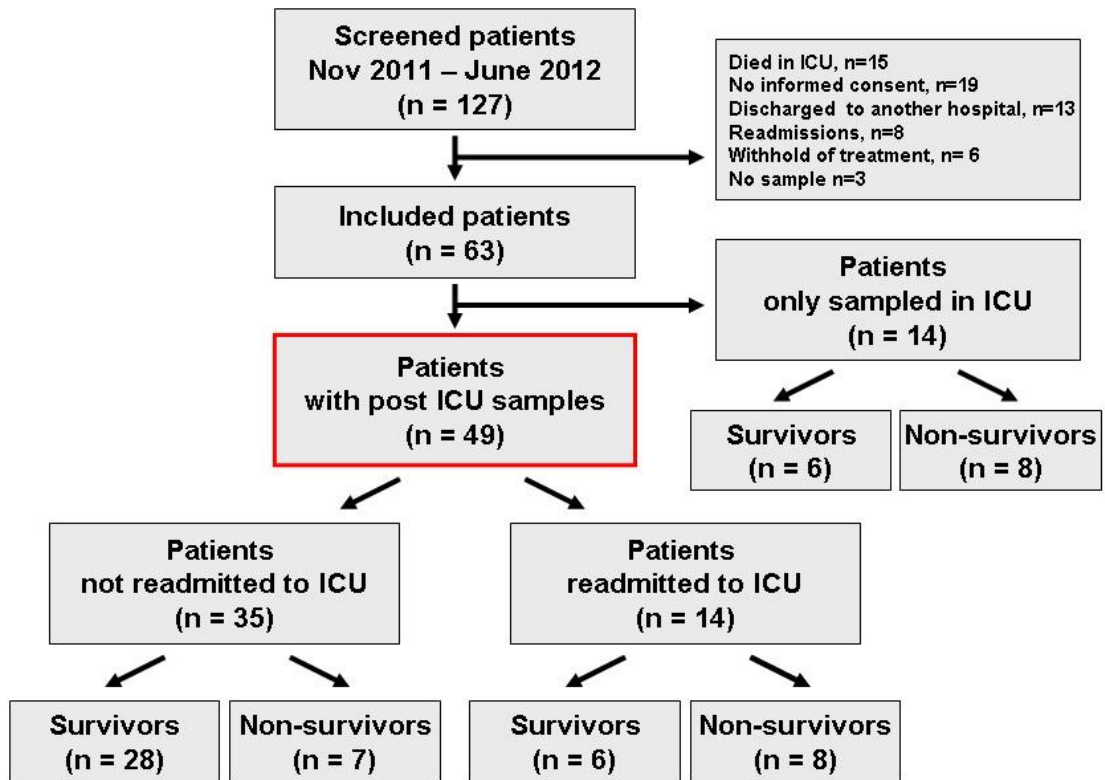 Screened patients
Nov 2011 – June 2012
(n = 127)
Died in ICU, n=15
No informed consent, n=19
Discharged to another hospital, n=13
Readmissions, n=8
Withhold of treatment, n= 6
No sample n=3
Included patients
(n = 63)
Patients
only sampled in ICU
(n = 14)
Patients
with post ICU samples
(n = 49)
Survivors
(n = 6)
Non-survivors
(n = 8)
Patients
not readmitted to ICU
(n = 35)
Patients
readmitted to ICU
(n = 14)
Survivors
(n = 28)
Non-survivors
(n = 7)
Survivors
(n = 6)
Non-survivors
(n = 8)